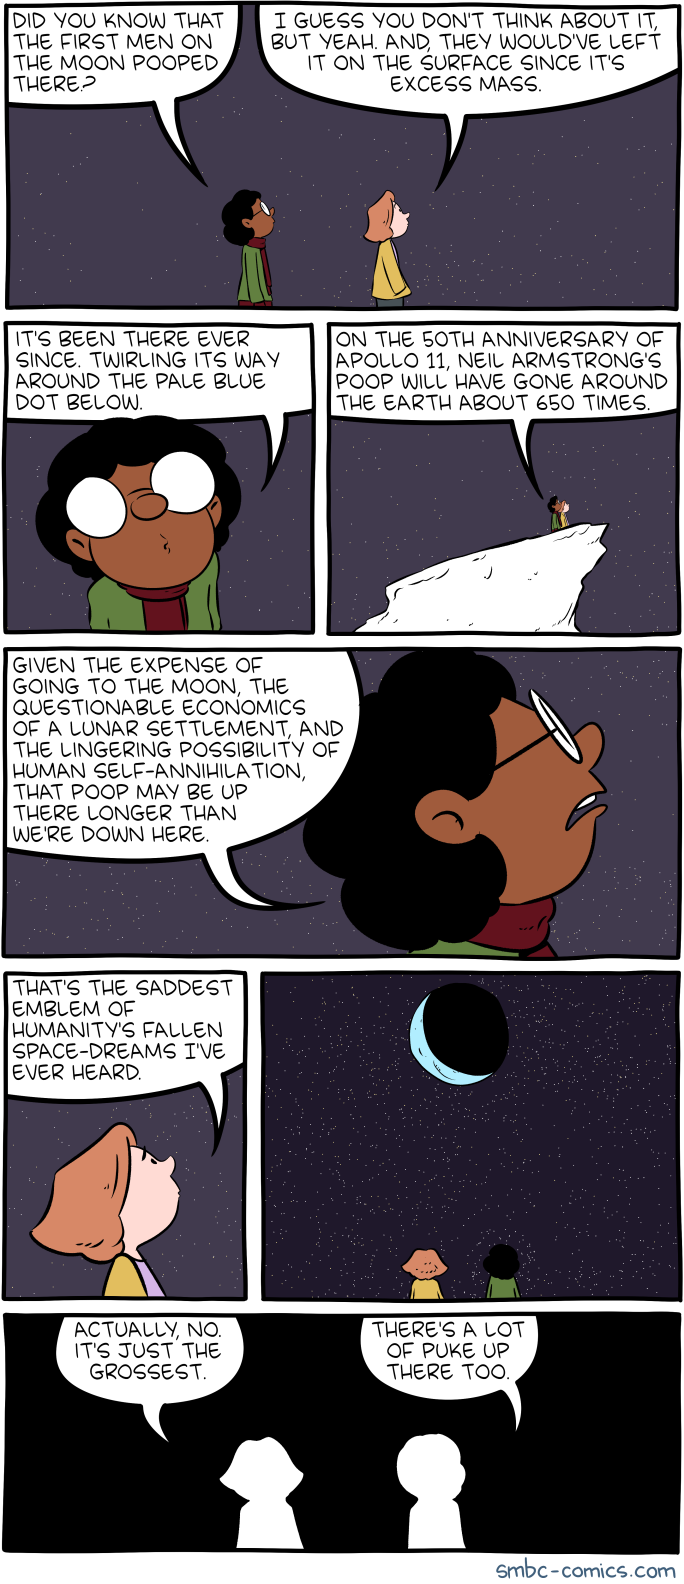 DID YOU KNOW THAT
THE FIRST MEN ON
THE MOON POOPED
THERE?
I GUESS YOU DON'T THINK ABOUT IT,
BUT YEAH. AND, THEY WOULD'VE LEFT
IT ON THE SURFACE SINCE IT'S
EXCESS MASS.
IT'S BEEN THERE EVER
SINCE. TWIRLING ITS WAY
AROUND THE PALE BLUE
DOT BELOW.
ON THE 50TH ANNIVERSARY OF
APOLLO 11, NEIL ARMSTRONG'S
POOP WILL HAVE GONE AROUND
THE EARTH ABOUT 650 TIMES.
GIVEN THE EXPENSE OF
GOING TO THE MOON, THE
QUESTIONABLE ECONOMICS
OF A LUNAR SETTLEMENT, AND
THE LINGERING POSSIBILITY OF
HUMAN SELF-ANNIHILATION,
THAT POOP MAY BE UP
THERE LONGER THAN
WE'RE DOWN HERE.
THAT'S THE SADDEST
EMBLEM OF
HUMANITY'S FALLEN
SPACE-DREAMS I'VE
EVER HEARD.
ACTUALLY, NO.
IT'S JUST THE
GROSSEST.
THERE'S A LOT
OF PUKE UP
THERE TOO.
smbc-comics.com